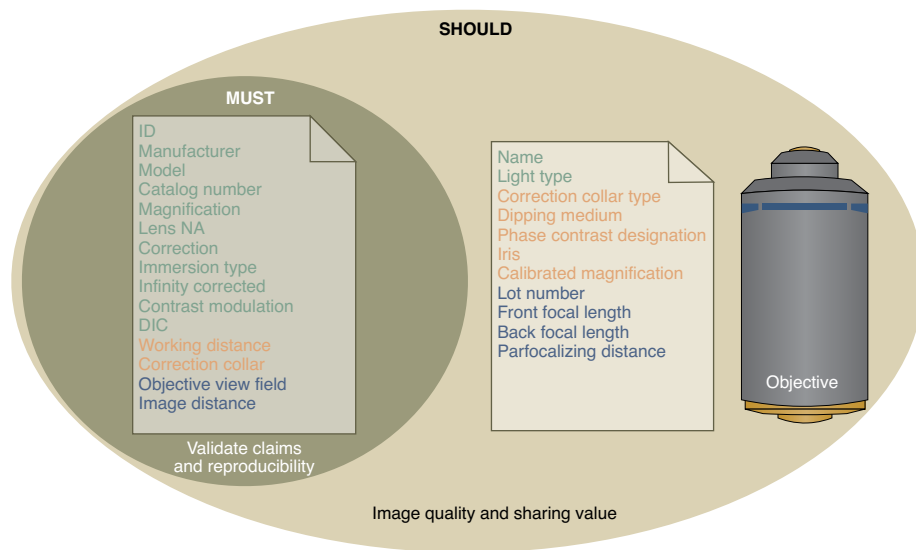 SHOULD
MUST
ID
Manufacturer
Model
Catalog number
Magnification
Lens NA
Correction
Immersion type
Infinity corrected
Contrast modulation
DIC
Working distance
Correction collar
Objective view field
Image distance
Validate claims
and reproducibility
Name
Light type
Correction collar type
Dipping medium
Phase contrast designation
Iris
Calibrated magnification
Lot number
Front focal length
Back focal length
Parfocalizing distance
Objective
Image quality and sharing value